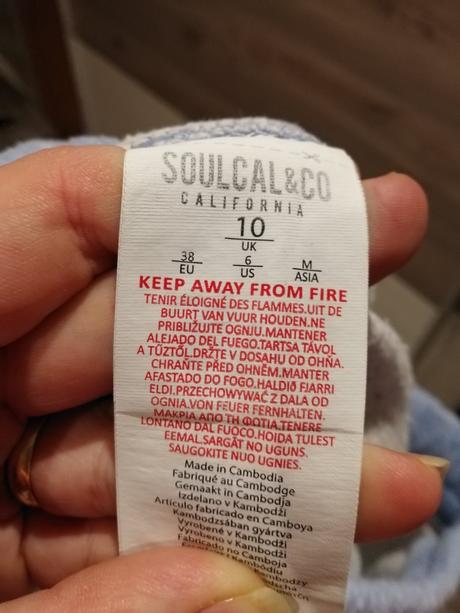 SOULCAL&CO
CALIFORNIA
10
UK
38
EU
6
US
M
ASIA
KEEP AWAY FROM FIRE
TENIR ÉLOIGNÉ DES FLAMMES.UIT DE
BUURT VAN VUUR HOUDEN.NE
PRIBLIŽUJTE OGNJU.MANTENER
ALEJADO DEL FUEGO.TARTSA TÁVOL
A TŰZTŐL.DRŽTE V DOSAHU OD OHŇA.
CHRAŇTE PŘED OHNĚM.MANTER
AFASTADO DO FOGO.HALDIÐ FJARRI
ELDI.PRZECHOWYWAĆ Z DALA OD
OGNIA.VON FEUER FERNHALTEN.
ΜΑΚΡΙΑ ΑΠΟ ΤΗ ΦΩΤΙΑ.TENERE
LONTANO DAL FUOCO.HOIDA TULEST
EEMAL.SARGĀT NO UGUNS.
SAUGOKITE NUO UGNIES.
Made in Cambodia
Fabriqué au Cambodge
Gemaakt in Cambodja
Izdelano v Kambodži
Artículo fabricado en Camboya
Kambodzsában gyártva
Vyrobené v Kambodži
Vyrobeno v Kambodži
Fabricado no Camboja